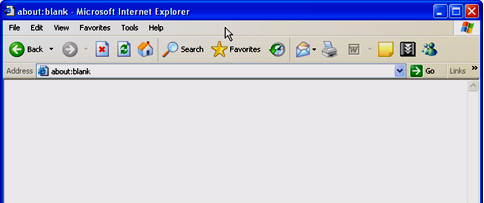 about:blank - Microsoft Internet Explorer
File Edit View Favorites Tools Help
Back Search Favorites W
Address about:blank Go Links »